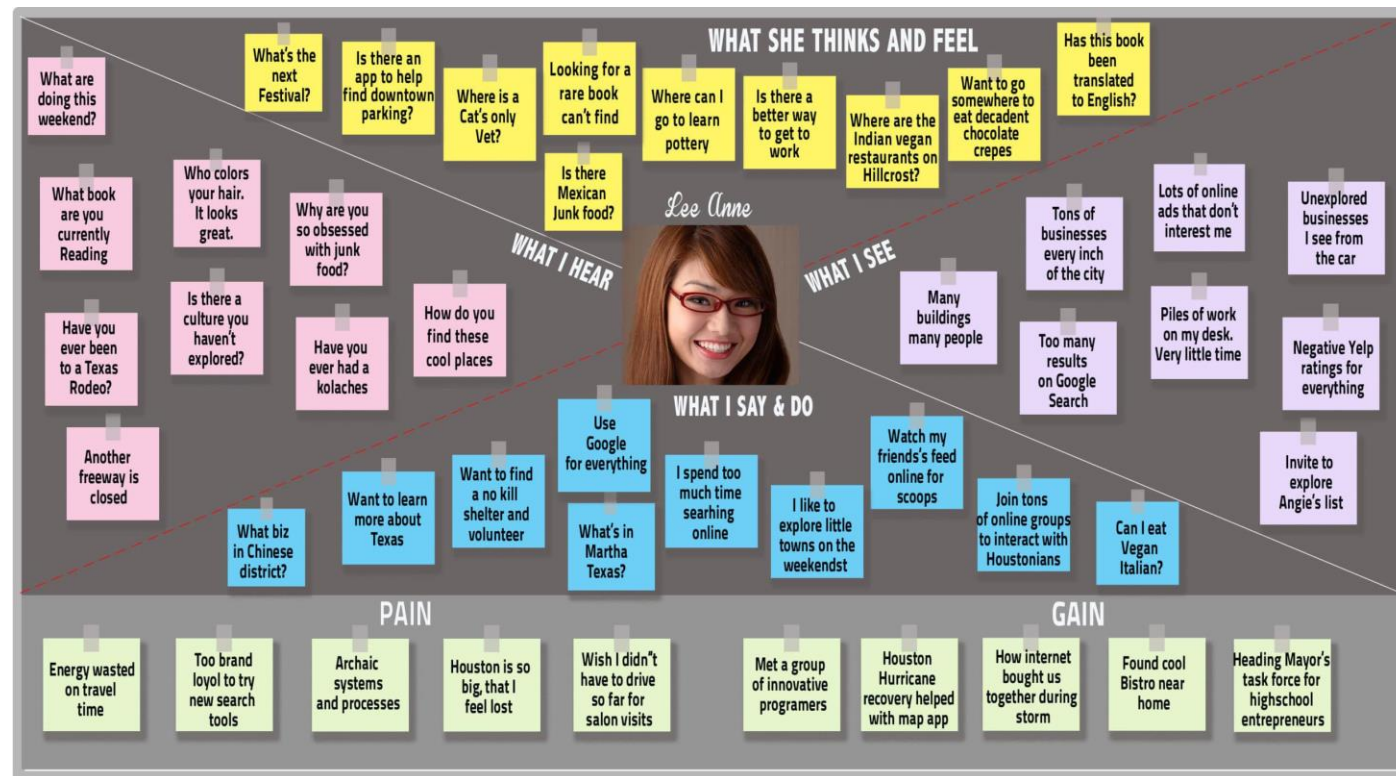 WHAT SHE THINKS AND FEEL
What's the
next
Festival?
Is there an
app to help
find downtown
parking?
Where is a
Cat's only
Vet?
Looking for a
rare book
can't find
Where can I
go to learn
pottery
Is there a
better way
to get to
work
Where are the
Indian vegan
restaurants on
Hillcrost?
Want to go
somewhere to
eat decadent
chocolate
crepes
Has this book
been
translated
to English?
Is there
Mexican
Junk food?
Lee Anne
WHAT I HEAR
What are
doing this
weekend?
What book
are you
currently
Reading
Who colors
your hair.
It looks
great.
Why are you
so obsessed
with junk
food?
Have you
ever been
to a Texas
Rodeo?
Is there a
culture you
haven't
explored?
Have you
ever had a
kolaches
How do you
find these
cool places
Another
freeway is
closed
WHAT I SEE
Many
buildings
many people
Tons of
businesses
every inch
of the city
Lots of online
ads that don't
interest me
Unexplored
businesses
I see from
the car
Too many
results
on Google
Search
Piles of work
on my desk.
Very little time
Negative Yelp
ratings for
everything
Invite to
explore
Angie's list
WHAT I SAY & DO
What biz
in Chinese
district?
Want to learn
more about
Texas
Want to find
a no kill
shelter and
volunteer
Use
Google
for everything
What's in
Martha
Texas?
I spend too
much time
searhing
online
I like to
explore little
towns on the
weekendst
Watch my
friends's feed
online for
scoops
Join tons
of online groups
to interact with
Houstonians
Can I eat
Vegan
Italian?
PAIN
Energy wasted
on travel
time
Too brand
loyol to try
new search
tools
Archaic
systems
and processes
Houston is so
big, that I
feel lost
Wish I didn"t
have to drive
so far for
salon visits
GAIN
Met a group
of innovative
programers
Houston
Hurricane
recovery helped
with map app
How internet
bought us
together during
storm
Found cool
Bistro near
home
Heading Mayor's
task force for
highschool
entrepreneurs